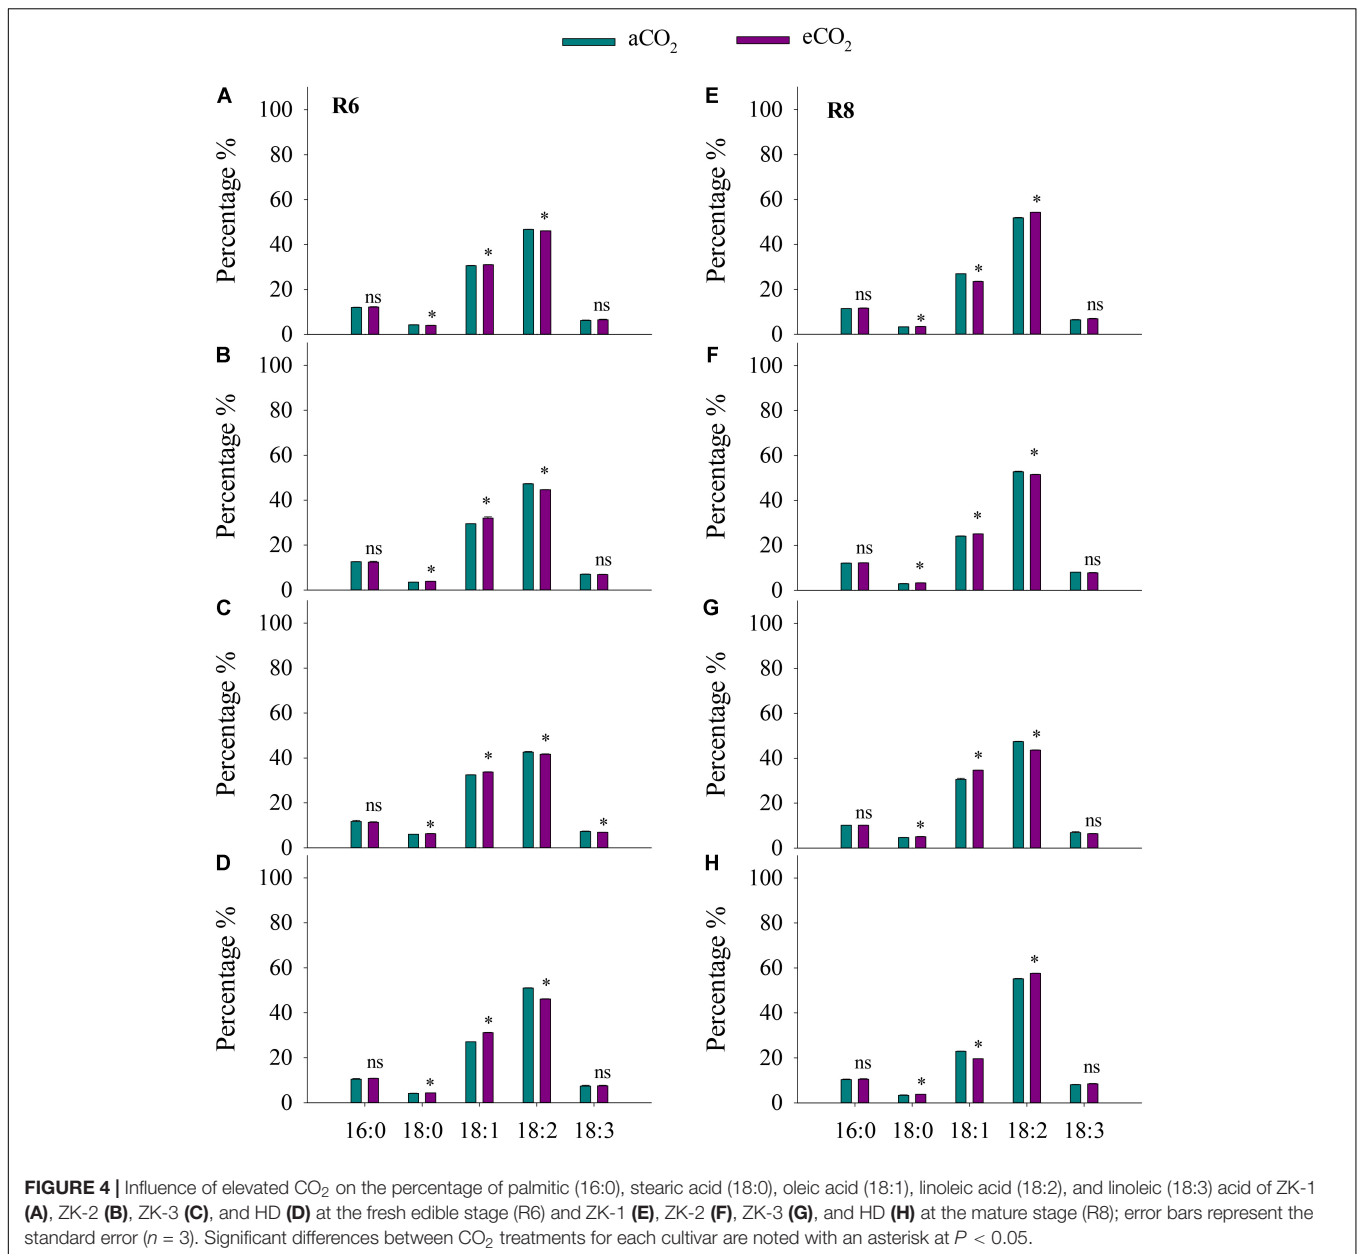 aCO2 eCO2
A R6
100
80
60
40
20
0
Percentage %
ns * * * ns
E R8
100
80
60
40
20
0
Percentage %
ns * * * ns
B
100
80
60
40
20
0
Percentage %
ns * * * ns
F
100
80
60
40
20
0
Percentage %
ns * * * ns
C
100
80
60
40
20
0
Percentage %
ns * * * *
G
100
80
60
40
20
0
Percentage %
ns * * * ns
D
100
80
60
40
20
0
Percentage %
ns * * * ns
16:0 18:0 18:1 18:2 18:3
H
100
80
60
40
20
0
Percentage %
ns * * * ns
16:0 18:0 18:1 18:2 18:3
FIGURE 4 | Influence of elevated CO2 on the percentage of palmitic (16:0), stearic acid (18:0), oleic acid (18:1), linoleic acid (18:2), and linoleic (18:3) acid of ZK-1
(A), ZK-2 (B), ZK-3 (C), and HD (D) at the fresh edible stage (R6) and ZK-1 (E), ZK-2 (F), ZK-3 (G), and HD (H) at the mature stage (R8); error bars represent the
standard error (n = 3). Significant differences between CO2 treatments for each cultivar are noted with an asterisk at P < 0.05.